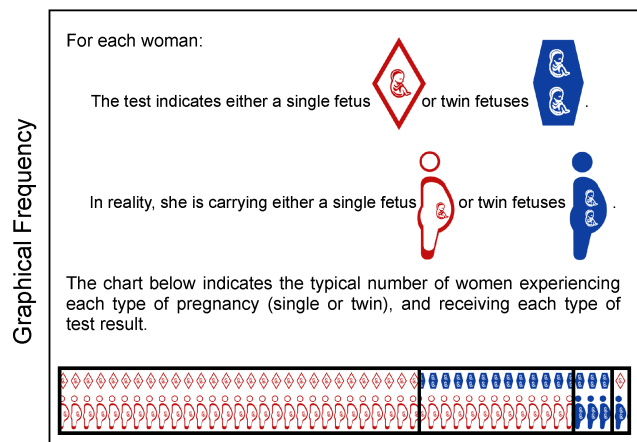 Graphical Frequency
For each woman:
The test indicates either a single fetus or twin fetuses .
In reality, she is carrying either a single fetus or twin fetuses .
The chart below indicates the typical number of women experiencing
each type of pregnancy (single or twin), and receiving each type of
test result.